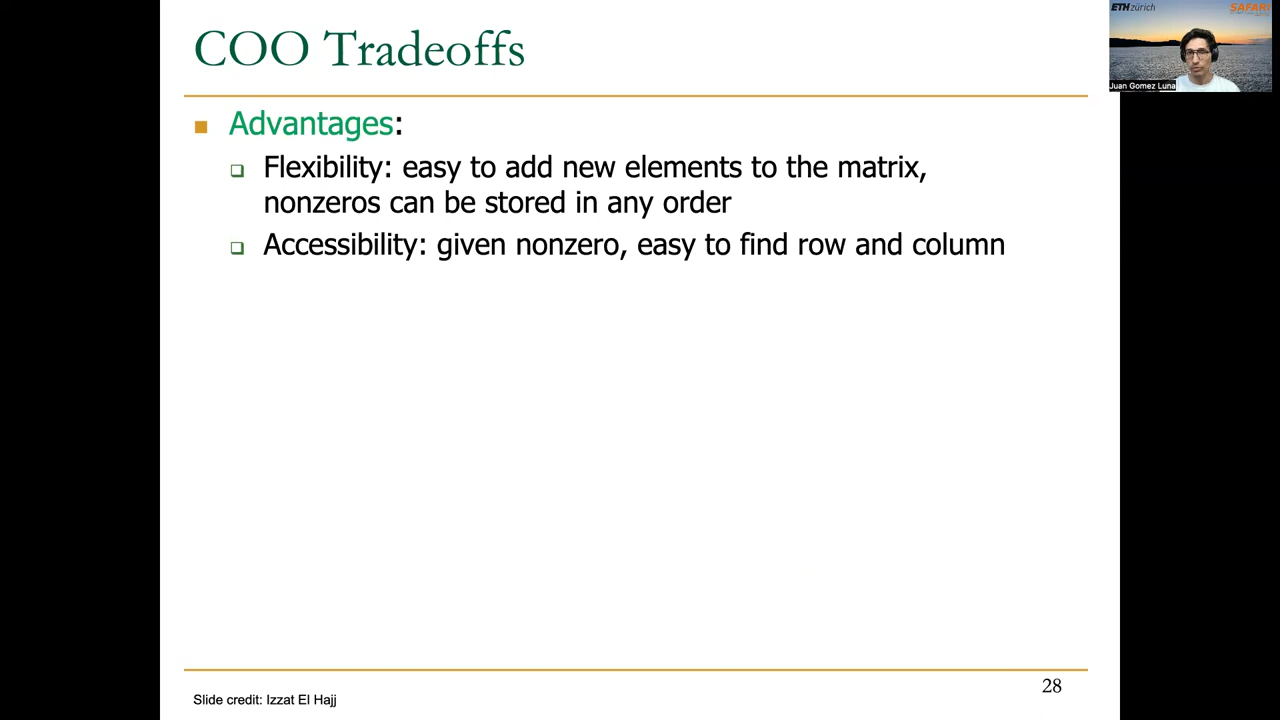 COO Tradeoffs
Advantages:
Flexibility: easy to add new elements to the matrix,
nonzeros can be stored in any order
Accessibility: given nonzero, easy to find row and column
Slide credit: Izzat El Hajj
28
ETH zürich
SAFARI
Juan Gomez Luna